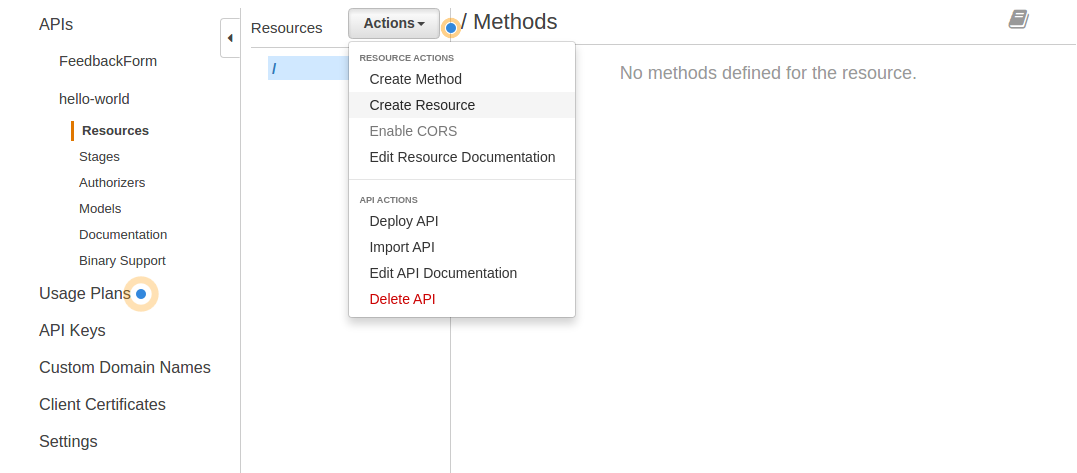 APIs
FeedbackForm
hello-world
Resources
Stages
Authorizers
Models
Documentation
Binary Support
Usage Plans
API Keys
Custom Domain Names
Client Certificates
Settings
Resources
Actions
/
RESOURCE ACTIONS
Create Method
Create Resource
Enable CORS
Edit Resource Documentation
API ACTIONS
Deploy API
Import API
Edit API Documentation
Delete API
/ Methods
No methods defined for the resource.